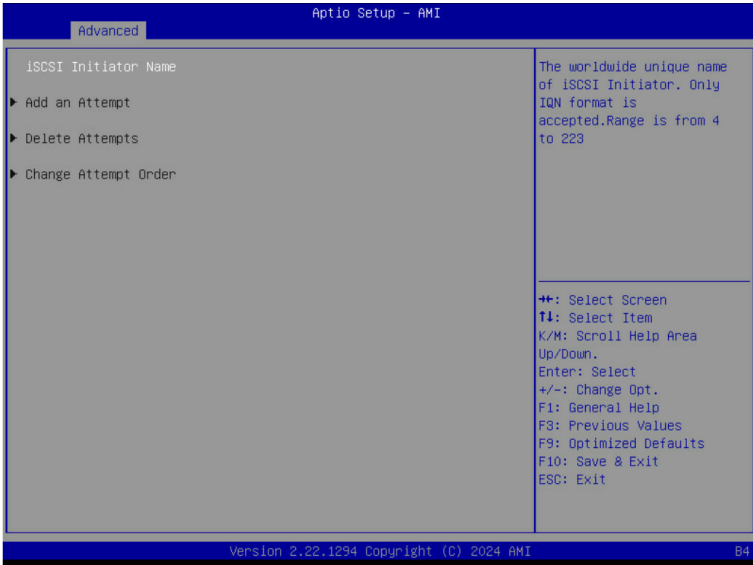 Aptio Setup – AMI
Advanced
iSCSI Initiator Name
▶ Add an Attempt
▶ Delete Attempts
▶ Change Attempt Order
The worldwide unique name
of iSCSI Initiator. Only
IQN format is
accepted.Range is from 4
to 223
→←: Select Screen
↑↓: Select Item
K/M: Scroll Help Area
Up/Down.
Enter: Select
+/-: Change Opt.
F1: General Help
F3: Previous Values
F9: Optimized Defaults
F10: Save & Exit
ESC: Exit
Version 2.22.1294 Copyright (C) 2024 AMI
B4